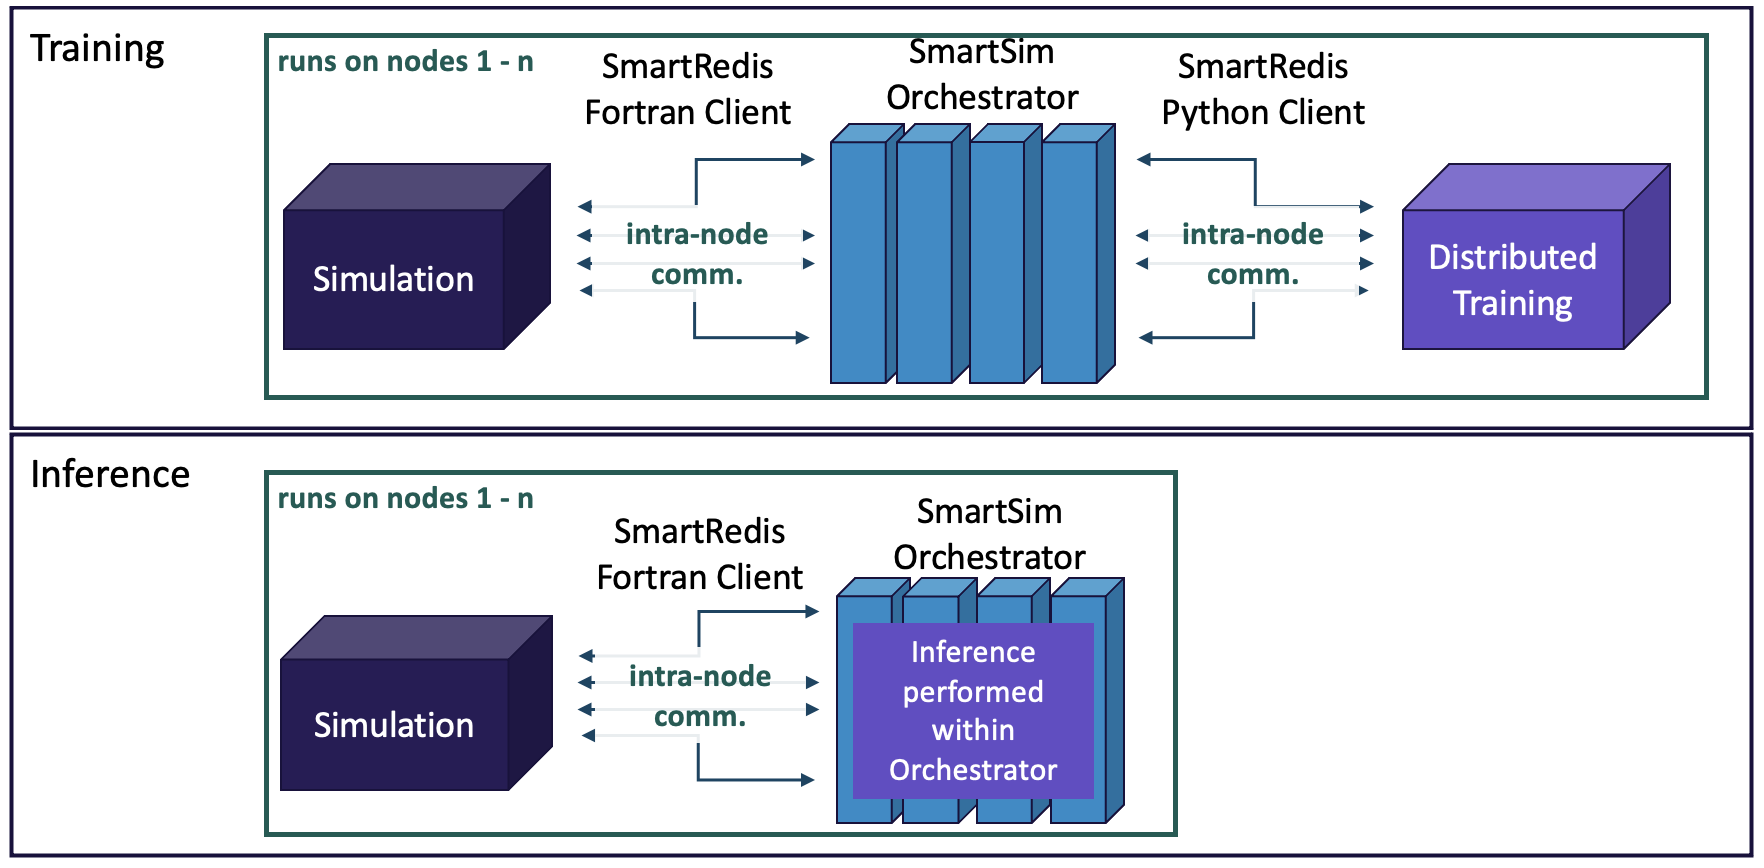 Training
runs on nodes 1 - n
SmartRedis
Fortran Client
SmartSim
Orchestrator
SmartRedis
Python Client
Simulation
intra-node
comm.
intra-node
comm.
Distributed
Training
Inference
runs on nodes 1 - n
SmartRedis
Fortran Client
SmartSim
Orchestrator
Simulation
intra-node
comm.
Inference
performed
within
Orchestrator